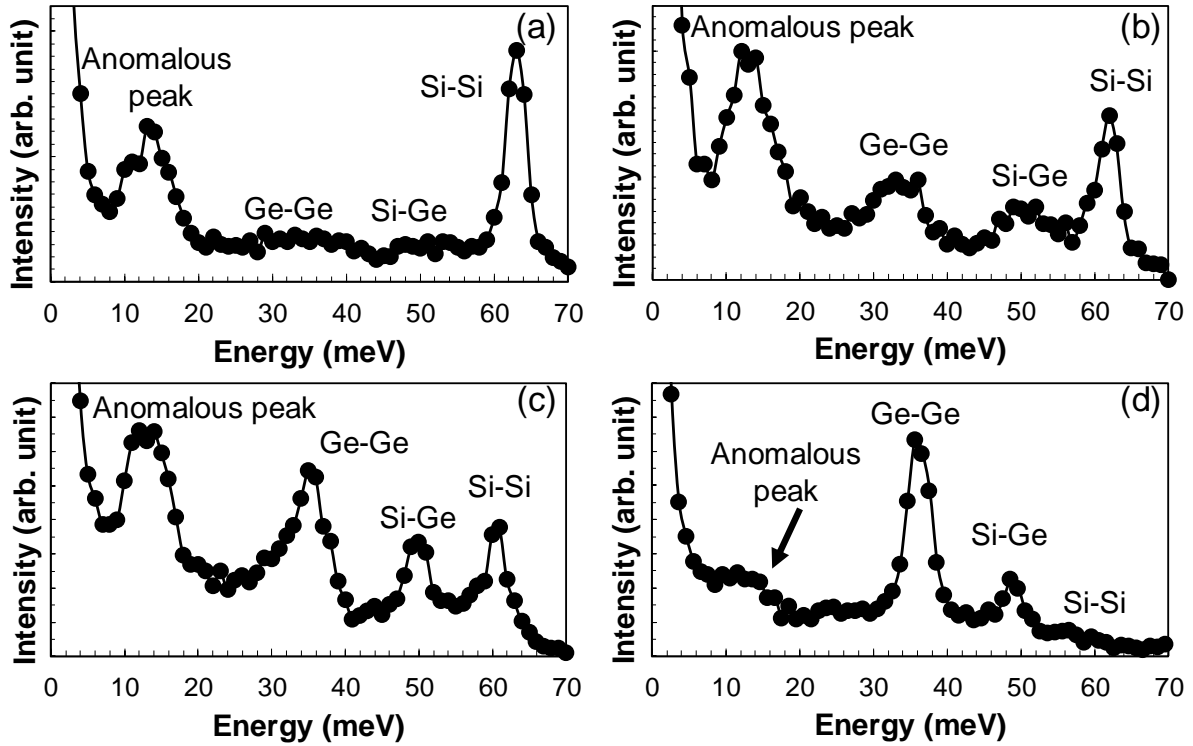 (a)
Anomalous
peak
Si-Si
Ge-Ge
Si-Ge
Intensity (arb. unit)
0 10 20 30 40 50 60 70
Energy (meV)
(b)
Anomalous peak
Si-Si
Ge-Ge
Si-Ge
Intensity (arb. unit)
0 10 20 30 40 50 60 70
Energy (meV)
(c)
Anomalous peak
Ge-Ge
Si-Si
Si-Ge
Intensity (arb. unit)
0 10 20 30 40 50 60 70
Energy (meV)
(d)
Ge-Ge
Anomalous
peak
Si-Ge
Si-Si
Intensity (arb. unit)
0 10 20 30 40 50 60 70
Energy (meV)